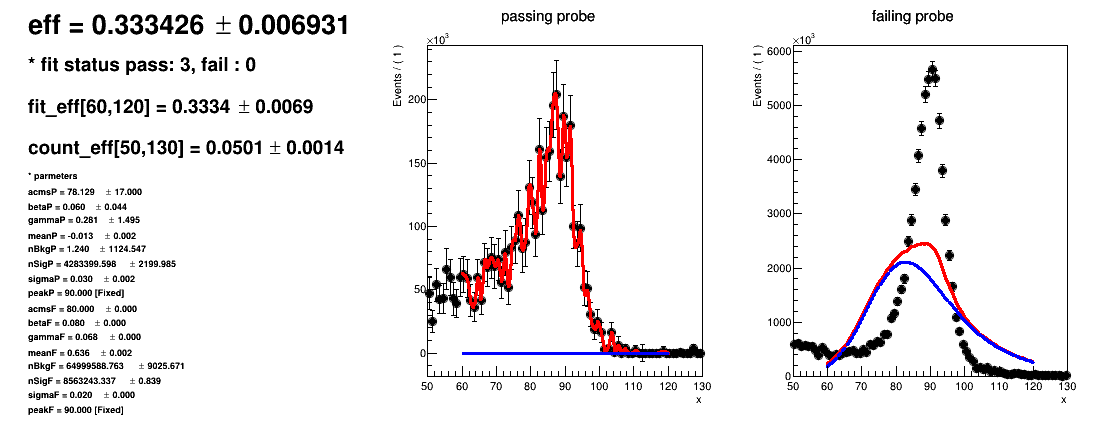 eff = 0.333426 ± 0.006931
* fit status pass: 3, fail : 0
fit_eff[60,120] = 0.3334 ± 0.0069
count_eff[50,130] = 0.0501 ± 0.0014
* parmeters
acmsP = 78.129 ± 17.000
betaP = 0.060 ± 0.044
gammaP = 0.281 ± 1.495
meanP = -0.013 ± 0.002
nBkgP = 1.240 ± 1124.547
nSigP = 4283399.598 ± 2199.985
sigmaP = 0.030 ± 0.002
peakP = 90.000 [Fixed]
acmsF = 80.000 ± 0.000
betaF = 0.080 ± 0.000
gammaF = 0.068 ± 0.000
meanF = 0.636 ± 0.002
nBkgF = 64999588.763 ± 9025.671
nSigF = 8563243.337 ± 0.839
sigmaF = 0.020 ± 0.000
peakF = 90.000 [Fixed]
passing probe
×10³
Events / ( 1 )
200
150
100
50
0
50 60 70 80 90 100 110 120 130
x
failing probe
×10³
Events / ( 1 )
6000
5000
4000
3000
2000
1000
0
50 60 70 80 90 100 110 120 130
x